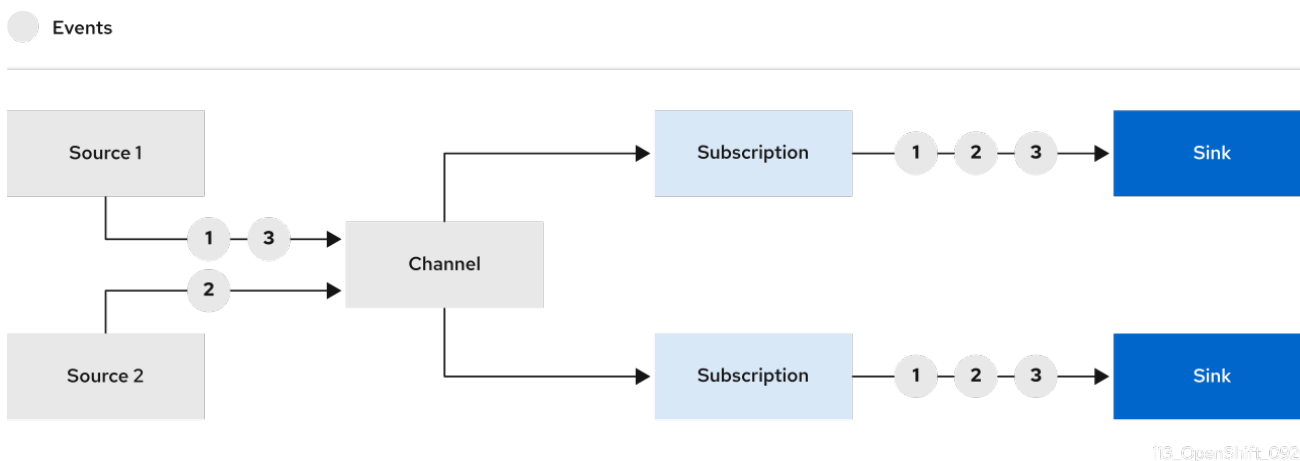 Events
Source 1
Subscription
1 2 3
Sink
1 3
Channel
2
Source 2
Subscription
1 2 3
Sink
113_OpenShift_092